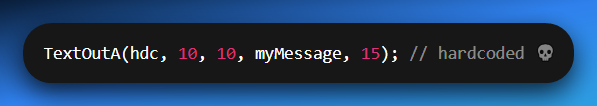 TextOutA(hdc, 10, 10, myMessage, 15); // hardcoded 💀